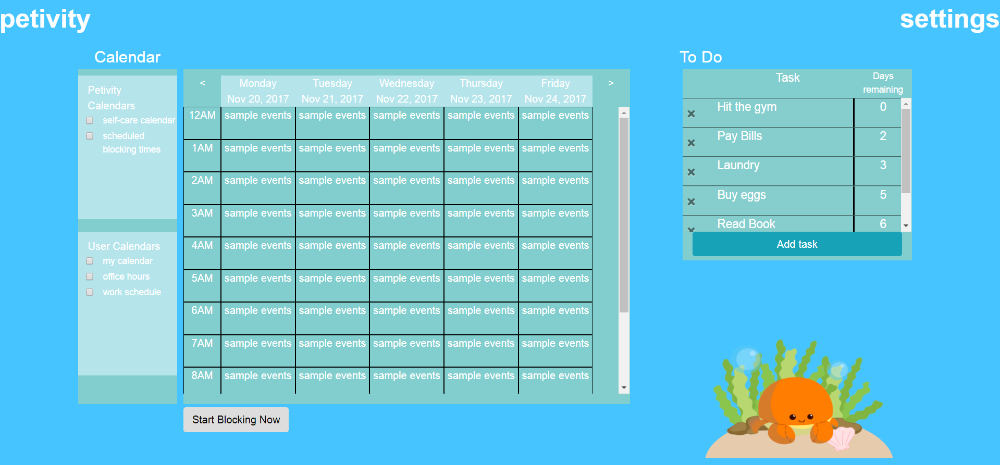 petivity
settings
Calendar
Petivity
Calendars
self-care calendar
scheduled
blocking times
User Calendars
my calendar
office hours
work schedule
< Monday Tuesday Wednesday Thursday Friday >
Nov 20, 2017 Nov 21, 2017 Nov 22, 2017 Nov 23, 2017 Nov 24, 2017
12AM sample events sample events sample events sample events sample events
1AM sample events sample events sample events sample events sample events
2AM sample events sample events sample events sample events sample events
3AM sample events sample events sample events sample events sample events
4AM sample events sample events sample events sample events sample events
5AM sample events sample events sample events sample events sample events
6AM sample events sample events sample events sample events sample events
7AM sample events sample events sample events sample events sample events
8AM sample events sample events sample events sample events sample events
Start Blocking Now
To Do
Task
Days
remaining
Hit the gym 0
Pay Bills 2
Laundry 3
Buy eggs 5
Read Book 6
Add task